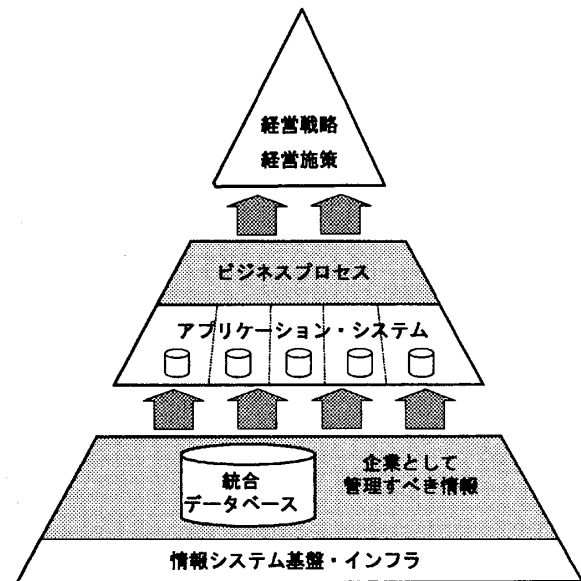 経営戦略
経営施策
ビジネスプロセス
アプリケーション・システム
統合
データベース
企業として
管理すべき情報
情報システム基盤・インフラ